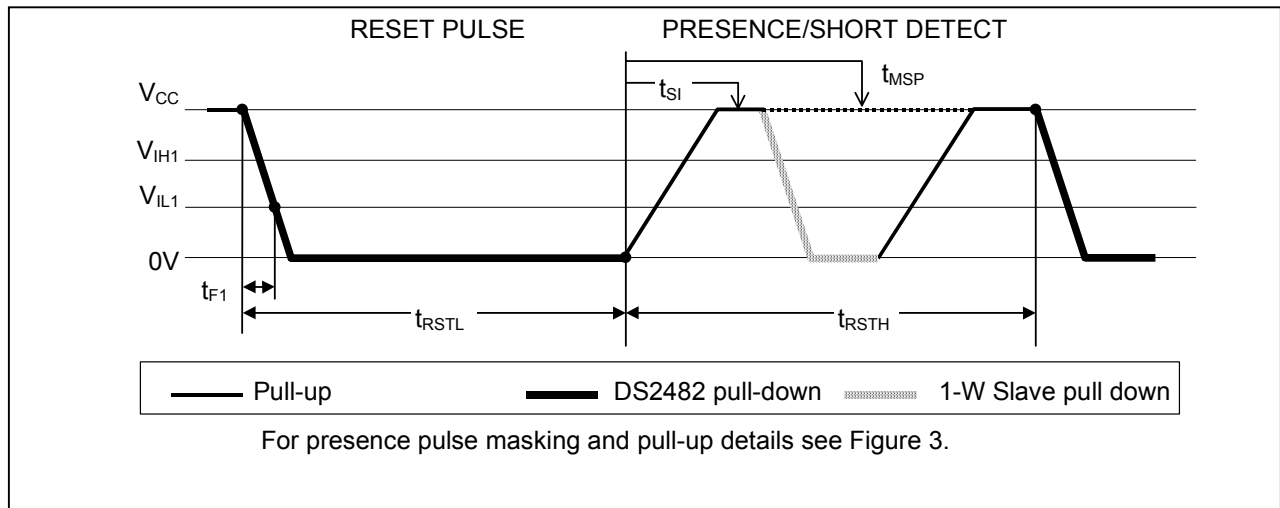 RESET PULSE
PRESENCE/SHORT DETECT
tMSP
tSI
VCC
VIH1
VIL1
0V
tF1
tRSTL
tRSTH
Pull-up
DS2482 pull-down
1-W Slave pull down
For presence pulse masking and pull-up details see Figure 3.